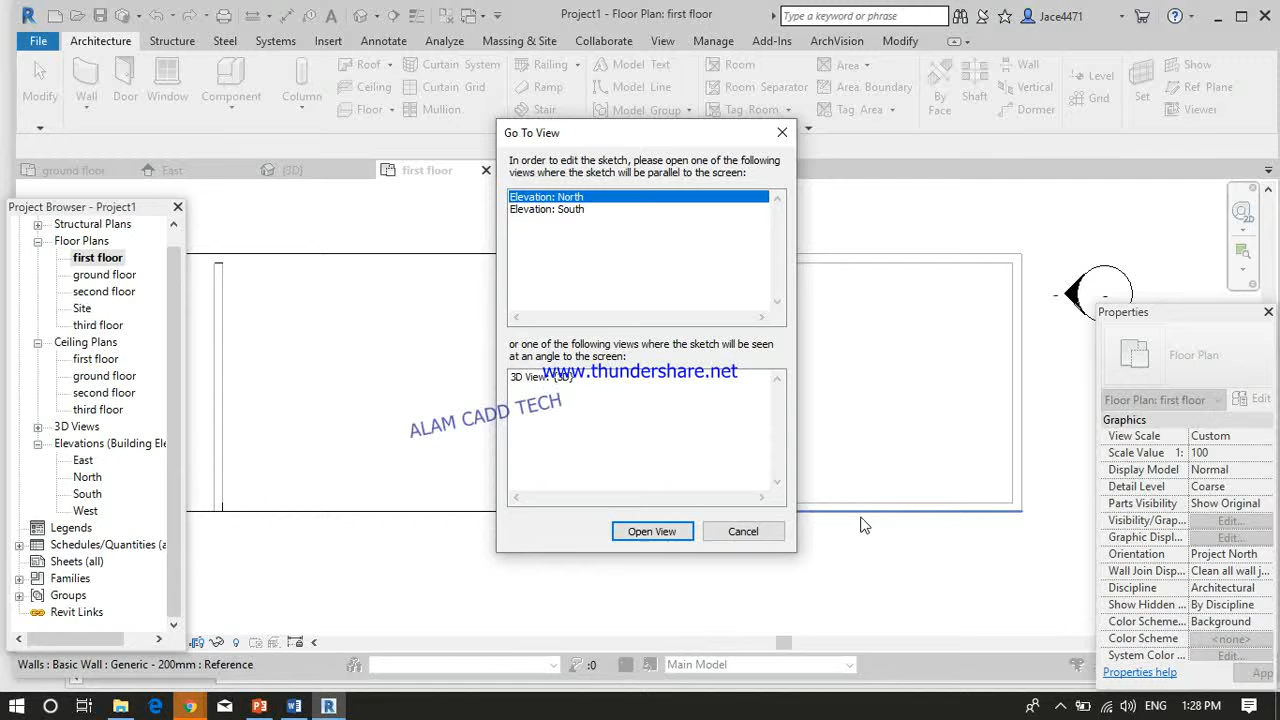 Project1 - Floor Plan: first floor
Type a keyword or phrase
Jace4471
File Architecture Structure Steel Systems Insert Annotate Analyze Massing & Site Collaborate View Manage Add-Ins ArchVision Modify
Modify
Wall
Door
Window
Component
Column
Roof
Ceiling
Floor
Curtain System
Curtain Grid
Mullion
Railing
Ramp
Stair
Model Text
Model Line
Model Group
Room
Room Separator
Tag Room
Area
Area Boundary
Tag Area
By
Face
Shaft
Wall
Vertical
Dormer
Level
Grid
Set
Show
Ref Plane
Viewer
ground floor
East
{3D}
first floor
Project Browser - Project1
Structural Plans
Floor Plans
first floor
ground floor
second floor
Site
third floor
Ceiling Plans
first floor
ground floor
second floor
third floor
3D Views
Elevations (Building Ele
East
North
South
West
Legends
Schedules/Quantities (a
Sheets (all)
Families
Groups
Revit Links
Go To View
In order to edit the sketch, please open one of the following
views where the sketch will be parallel to the screen:
Elevation: North
Elevation: South
or one of the following views where the sketch will be seen
at an angle to the screen:
3D View: {3D}
www.thundershare.net
ALAM CADD TECH
Open View
Cancel
2D
Properties
Floor Plan
Floor Plan: first floor
Edit
Graphics
View Scale Custom
Scale Value 1: 100
Display Model Normal
Detail Level Coarse
Parts Visibility Show Original
Visibility/Grap... Edit...
Graphic Displ... Edit...
Orientation Project North
Wall Join Disp... Clean all wall j...
Discipline Architectural
Show Hidden ... By Discipline
Color Scheme... Background
Color Scheme <none>
System Color ... Edit...
Properties help
App
Walls : Basic Wall : Generic - 200mm : Reference
:0
Main Model
ENG
1:28 PM